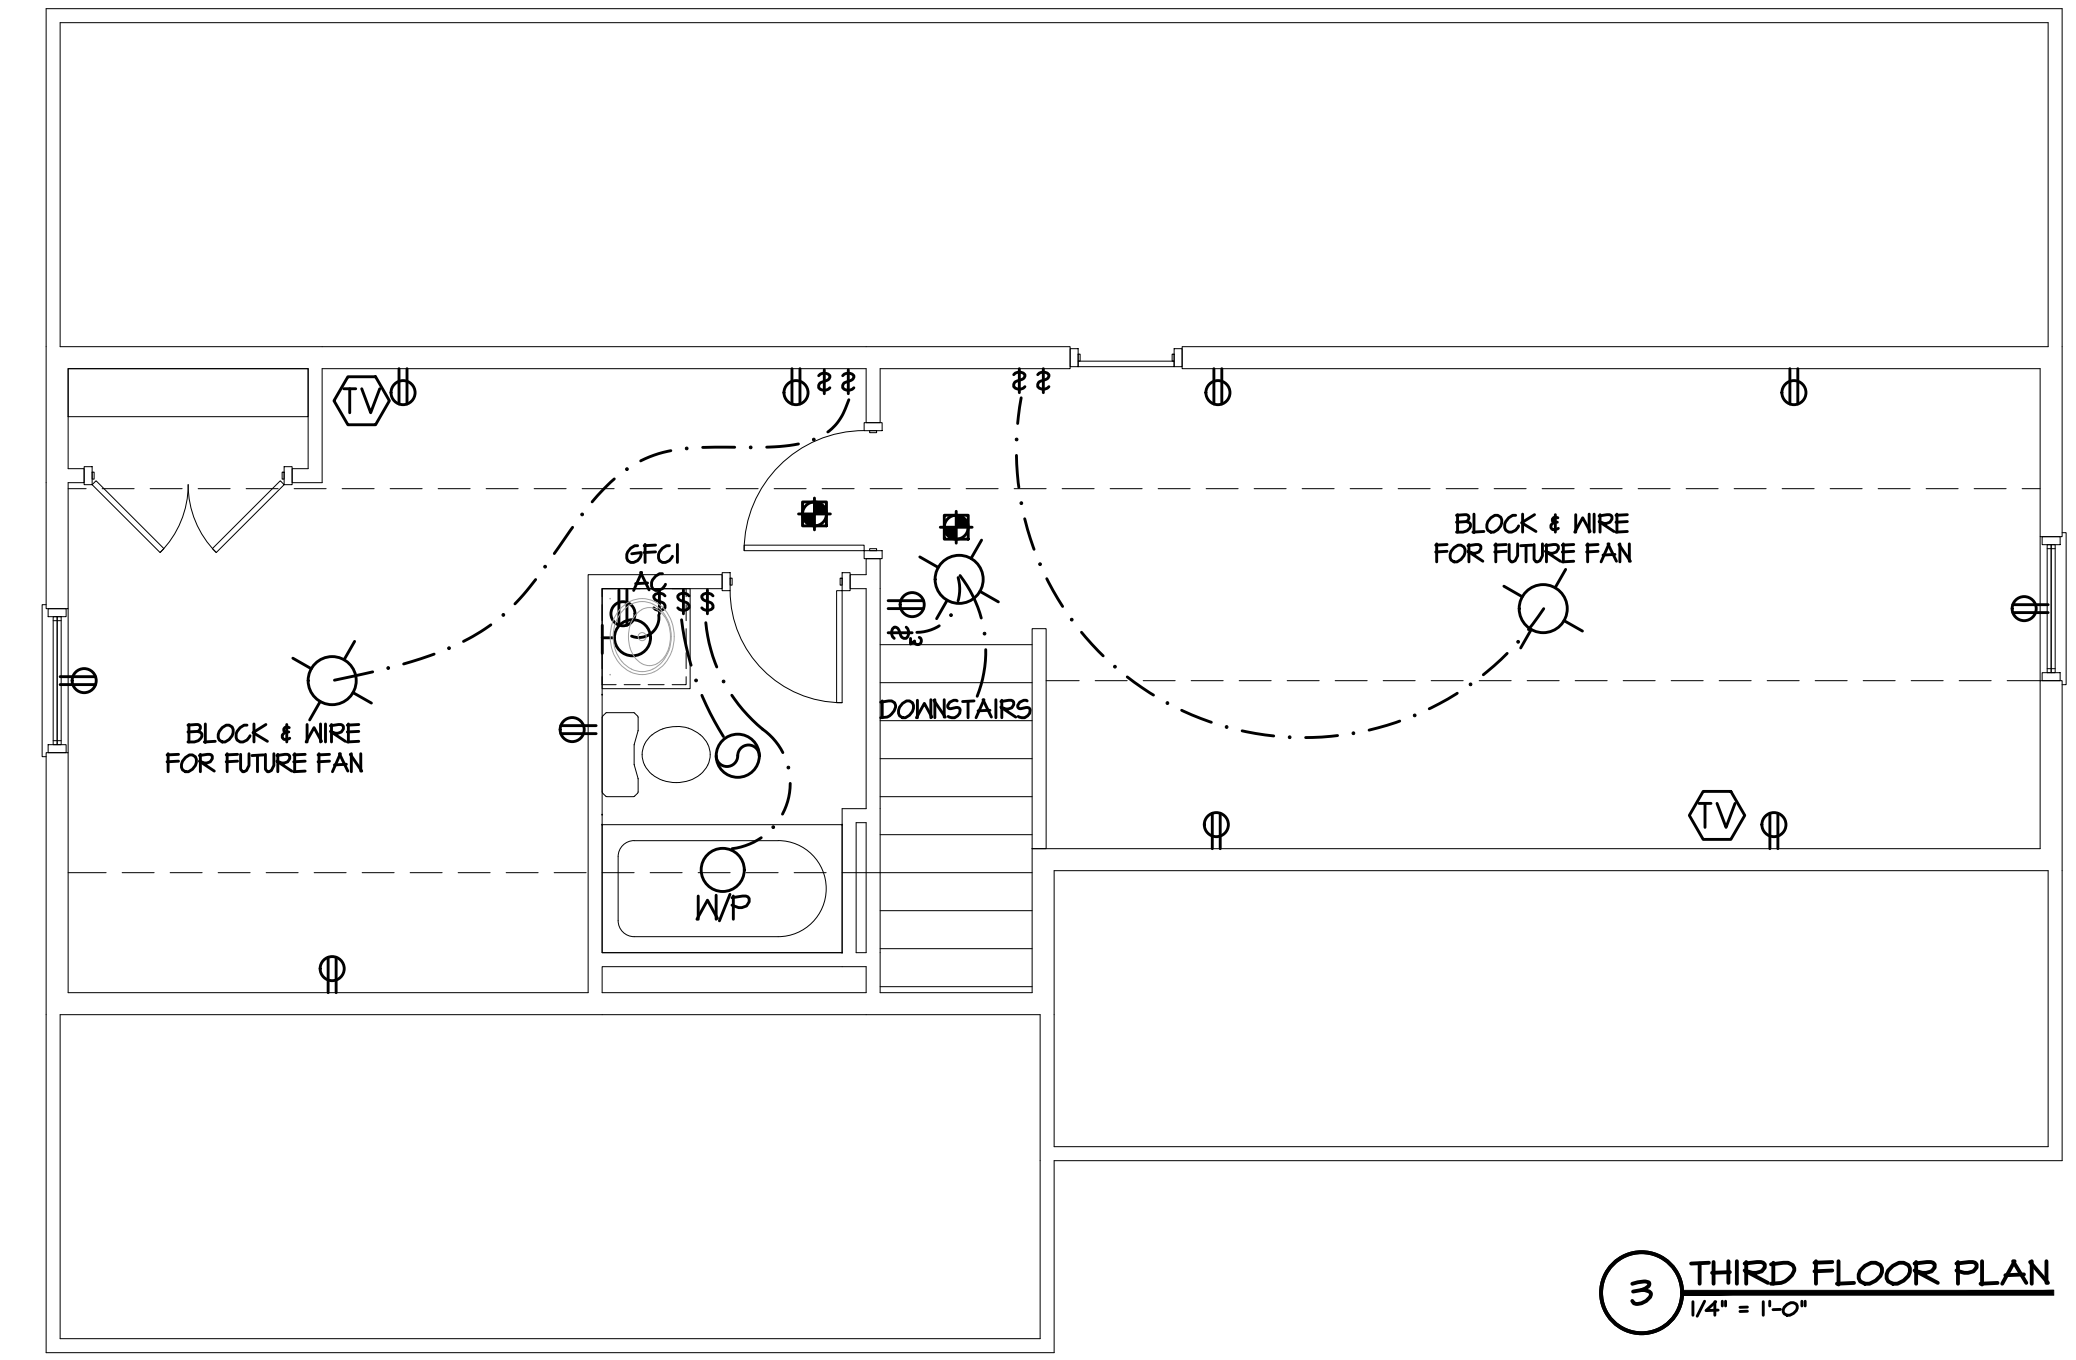 TV
$ $
$ $
BLOCK & WIRE
FOR FUTURE FAN
GFCI
AC
$ $ $
$3
DOWNSTAIRS
BLOCK & WIRE
FOR FUTURE FAN
TV
W/P
3
THIRD FLOOR PLAN
1/4" = 1'-0"